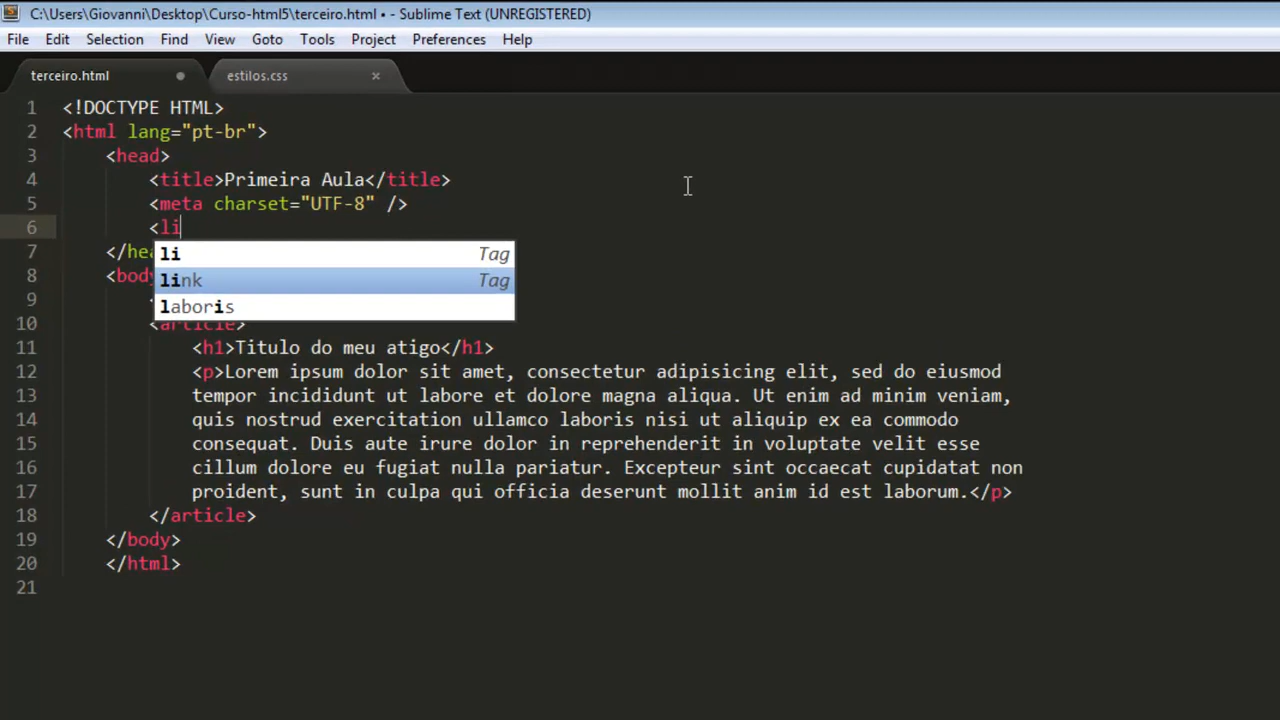 C:\Users\Giovanni\Desktop\Curso-html5\terceiro.html • - Sublime Text (UNREGISTERED)
File Edit Selection Find View Goto Tools Project Preferences Help
terceiro.html estilos.css
1 <!DOCTYPE HTML>
2 <html lang="pt-br">
3 <head>
4 <title>Primeira Aula</title>
5 <meta charset="UTF-8" />
6 <li
li Tag
link Tag
laboris
7 </hea
8 <body
9
10 <article>
11 <h1>Titulo do meu atigo</h1>
12 <p>Lorem ipsum dolor sit amet, consectetur adipisicing elit, sed do eiusmod
13 tempor incididunt ut labore et dolore magna aliqua. Ut enim ad minim veniam,
14 quis nostrud exercitation ullamco laboris nisi ut aliquip ex ea commodo
15 consequat. Duis aute irure dolor in reprehenderit in voluptate velit esse
16 cillum dolore eu fugiat nulla pariatur. Excepteur sint occaecat cupidatat non
17 proident, sunt in culpa qui officia deserunt mollit anim id est laborum.</p>
18 </article>
19 </body>
20 </html>
21